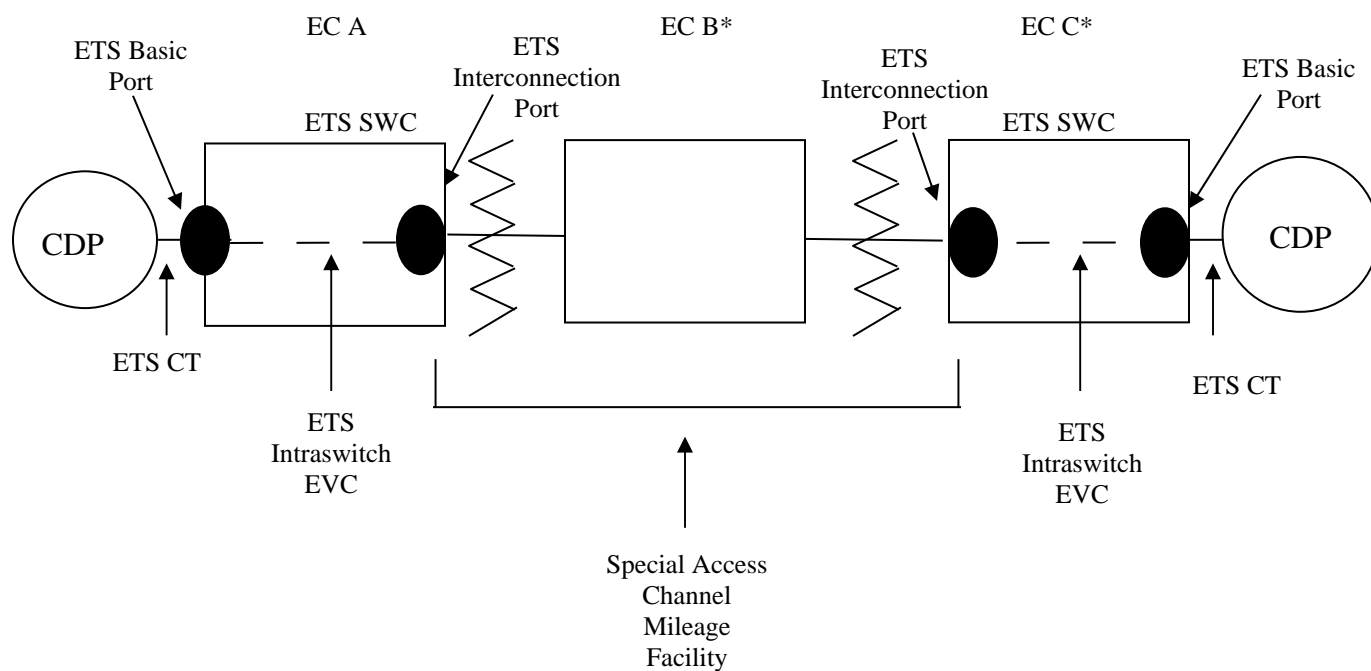 EC A
EC B*
EC C*
ETS Basic
Port
ETS
Interconnection
Port
ETS
Interconnection
Port
ETS Basic
Port
ETS SWC
ETS SWC
CDP
CDP
ETS CT
ETS CT
ETS
Intraswitch
EVC
ETS
Intraswitch
EVC
Special Access
Channel
Mileage
Facility